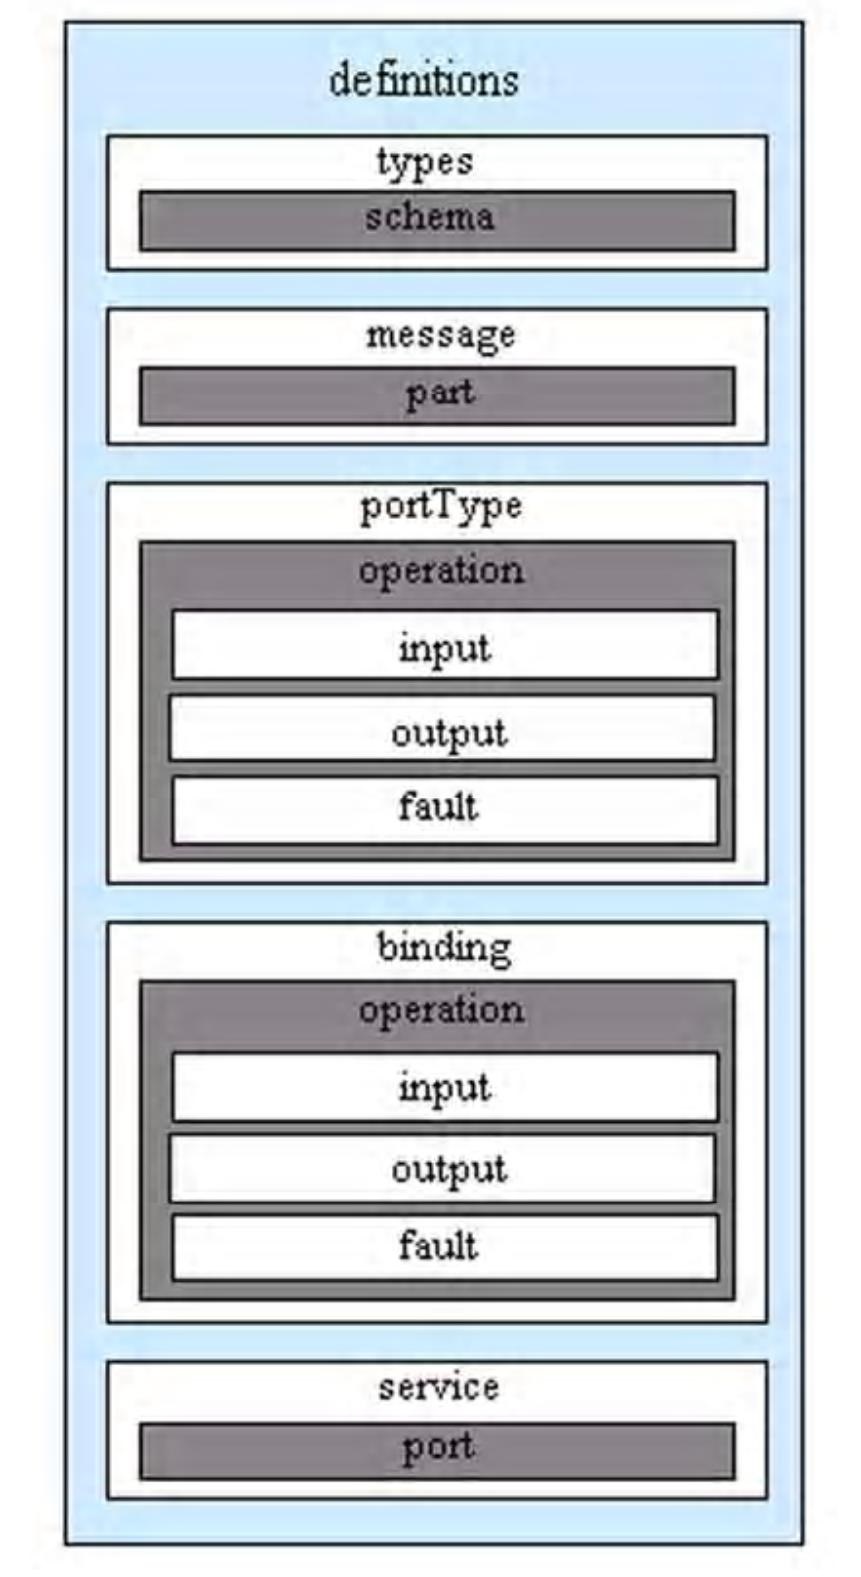 definitions
types
schema
message
part
portType
operation
input
output
fault
binding
operation
input
output
fault
service
port